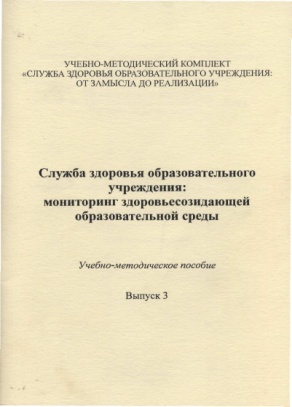 УЧЕБНО-МЕТОДИЧЕСКИЙ КОМПЛЕКТ
«СЛУЖБА ЗДОРОВЬЯ ОБРАЗОВАТЕЛЬНОГО УЧРЕЖДЕНИЯ:
ОТ ЗАМЫСЛА ДО РЕАЛИЗАЦИИ»
Служба здоровья образовательного
учреждения:
мониторинг здоровьесозидающей
образовательной среды
Учебно-методическое пособие
Выпуск 3